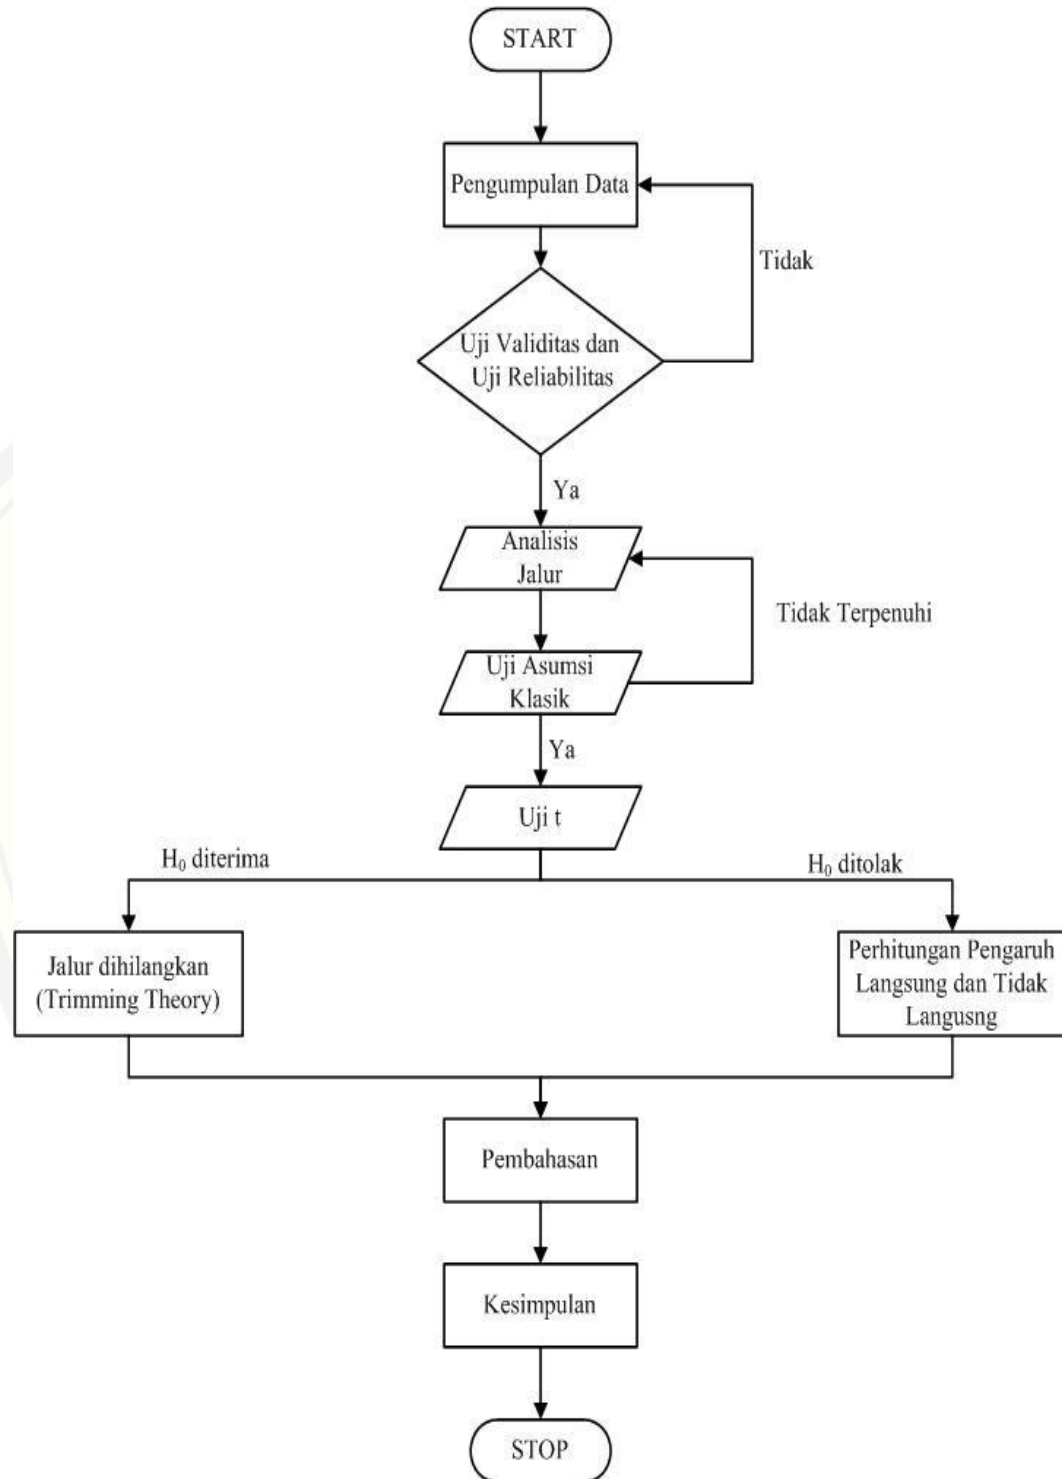 START
Pengumpulan Data
Tidak
Uji Validitas dan
Uji Reliabilitas
Ya
Analisis
Jalur
Tidak Terpenuhi
Uji Asumsi
Klasik
Ya
Uji t
H₀ diterima
H₀ ditolak
Jalur dihilangkan
(Trimming Theory)
Perhitungan Pengaruh
Langsung dan Tidak
Langusng
Pembahasan
Kesimpulan
STOP